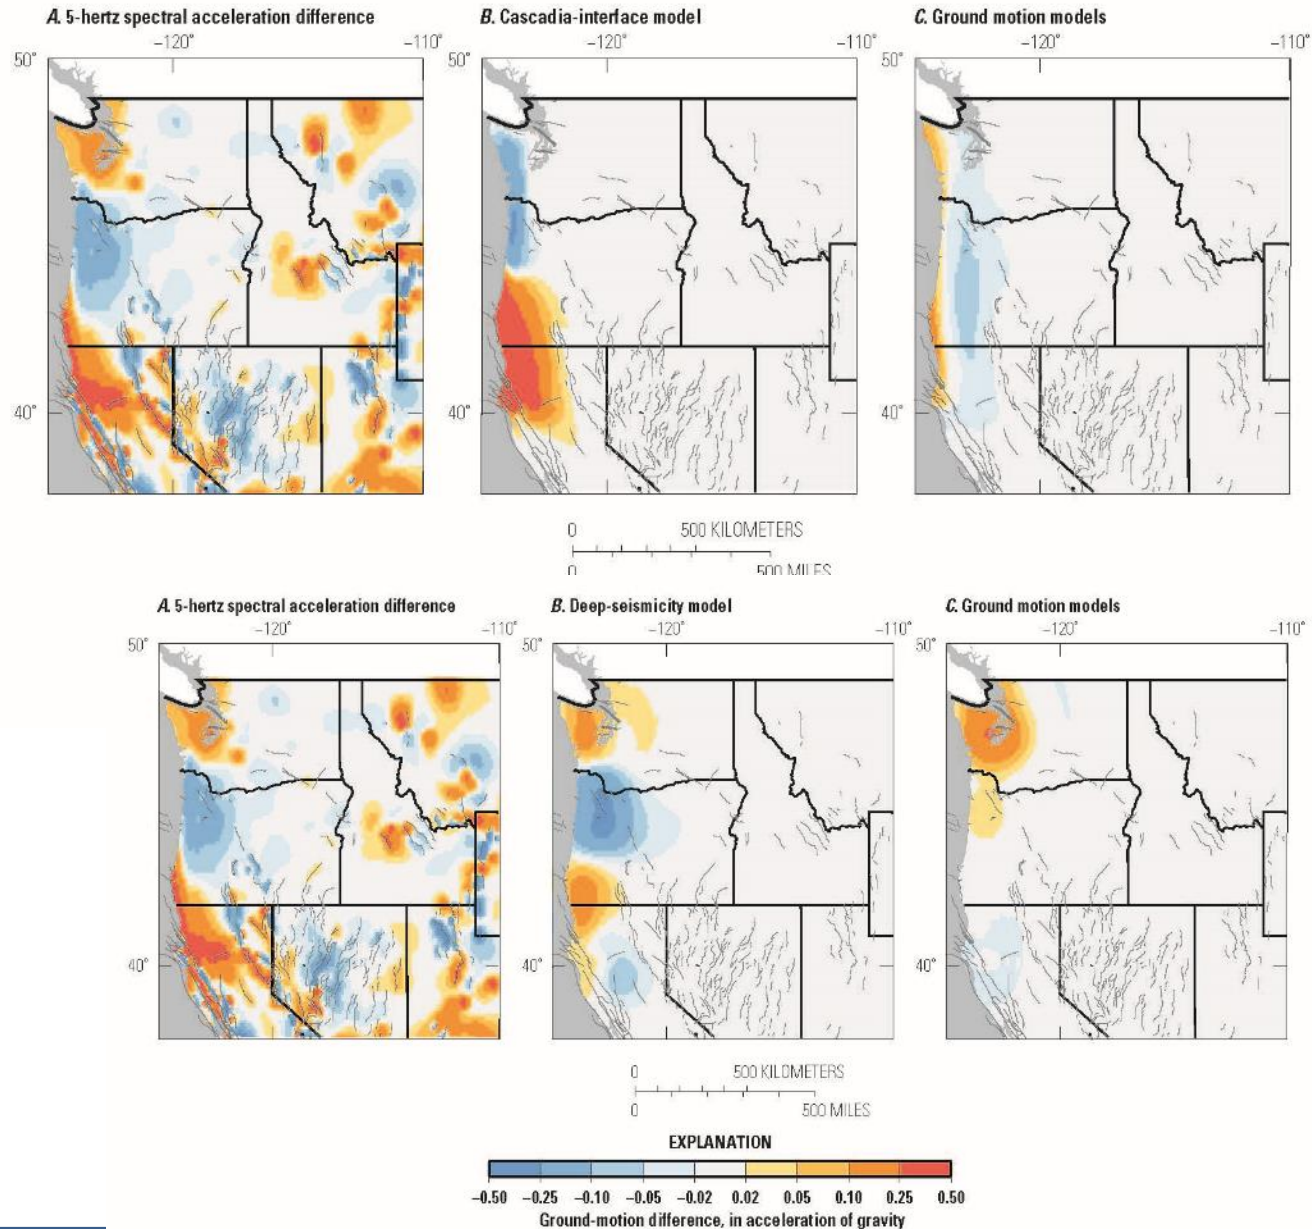 A. 5-hertz spectral acceleration difference
B. Cascadia-interface model
C. Ground motion models
−120° −110° −120° −120° −110°
50°
40°
50°
40°
0 500 KILOMETERS
0 500 MILES
A. 5-hertz spectral acceleration difference
B. Deep-seismicity model
C. Ground motion models
−120° −110° −120° −110° −120° −110°
50° 50° 50°
40° 40° 40°
0 500 KILOMETERS
0 500 MILES
EXPLANATION
−0.50 −0.25 −0.10 −0.05 −0.02 0.02 0.05 0.10 0.25 0.50
Ground-motion difference, in acceleration of gravity